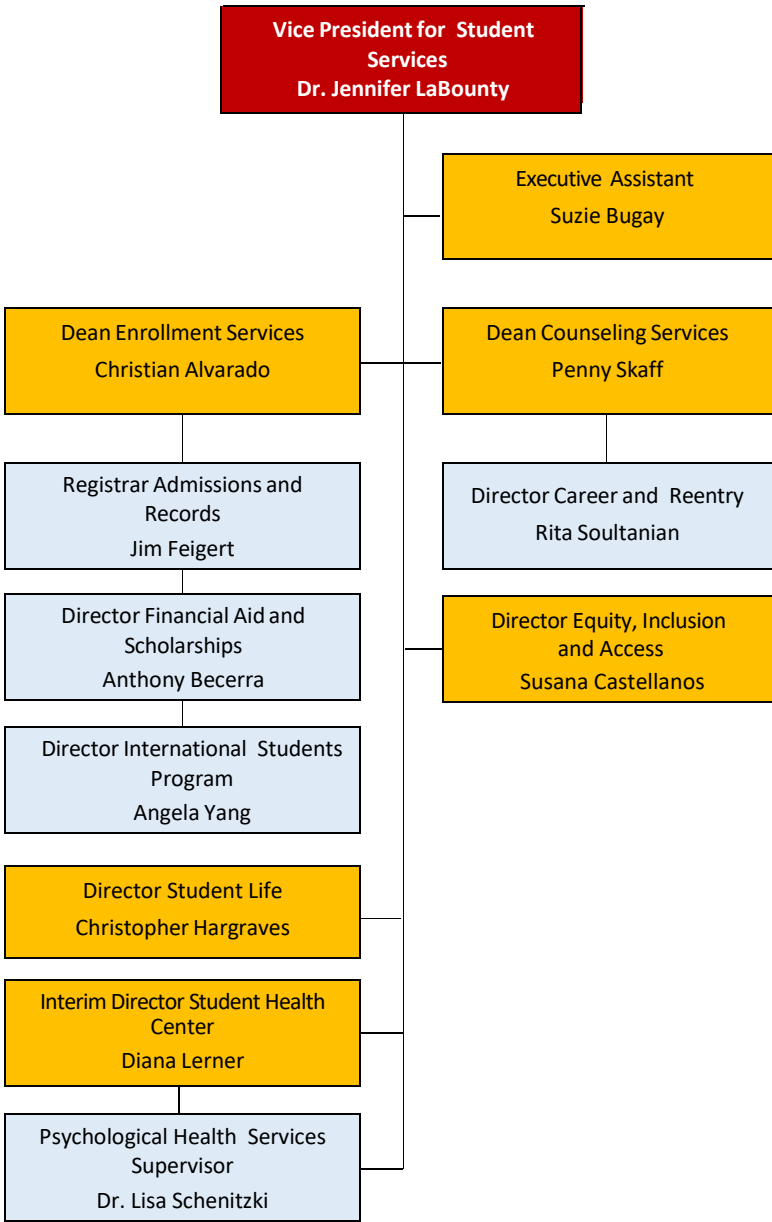 Vice President for Student
Services
Dr. Jennifer LaBounty
Executive Assistant
Suzie Bugay
Dean Enrollment Services
Christian Alvarado
Dean Counseling Services
Penny Skaff
Registrar Admissions and
Records
Jim Feigert
Director Career and Reentry
Rita Soultanian
Director Financial Aid and
Scholarships
Anthony Becerra
Director Equity, Inclusion
and Access
Susana Castellanos
Director International Students
Program
Angela Yang
Director Student Life
Christopher Hargraves
Interim Director Student Health
Center
Diana Lerner
Psychological Health Services
Supervisor
Dr. Lisa Schenitzki